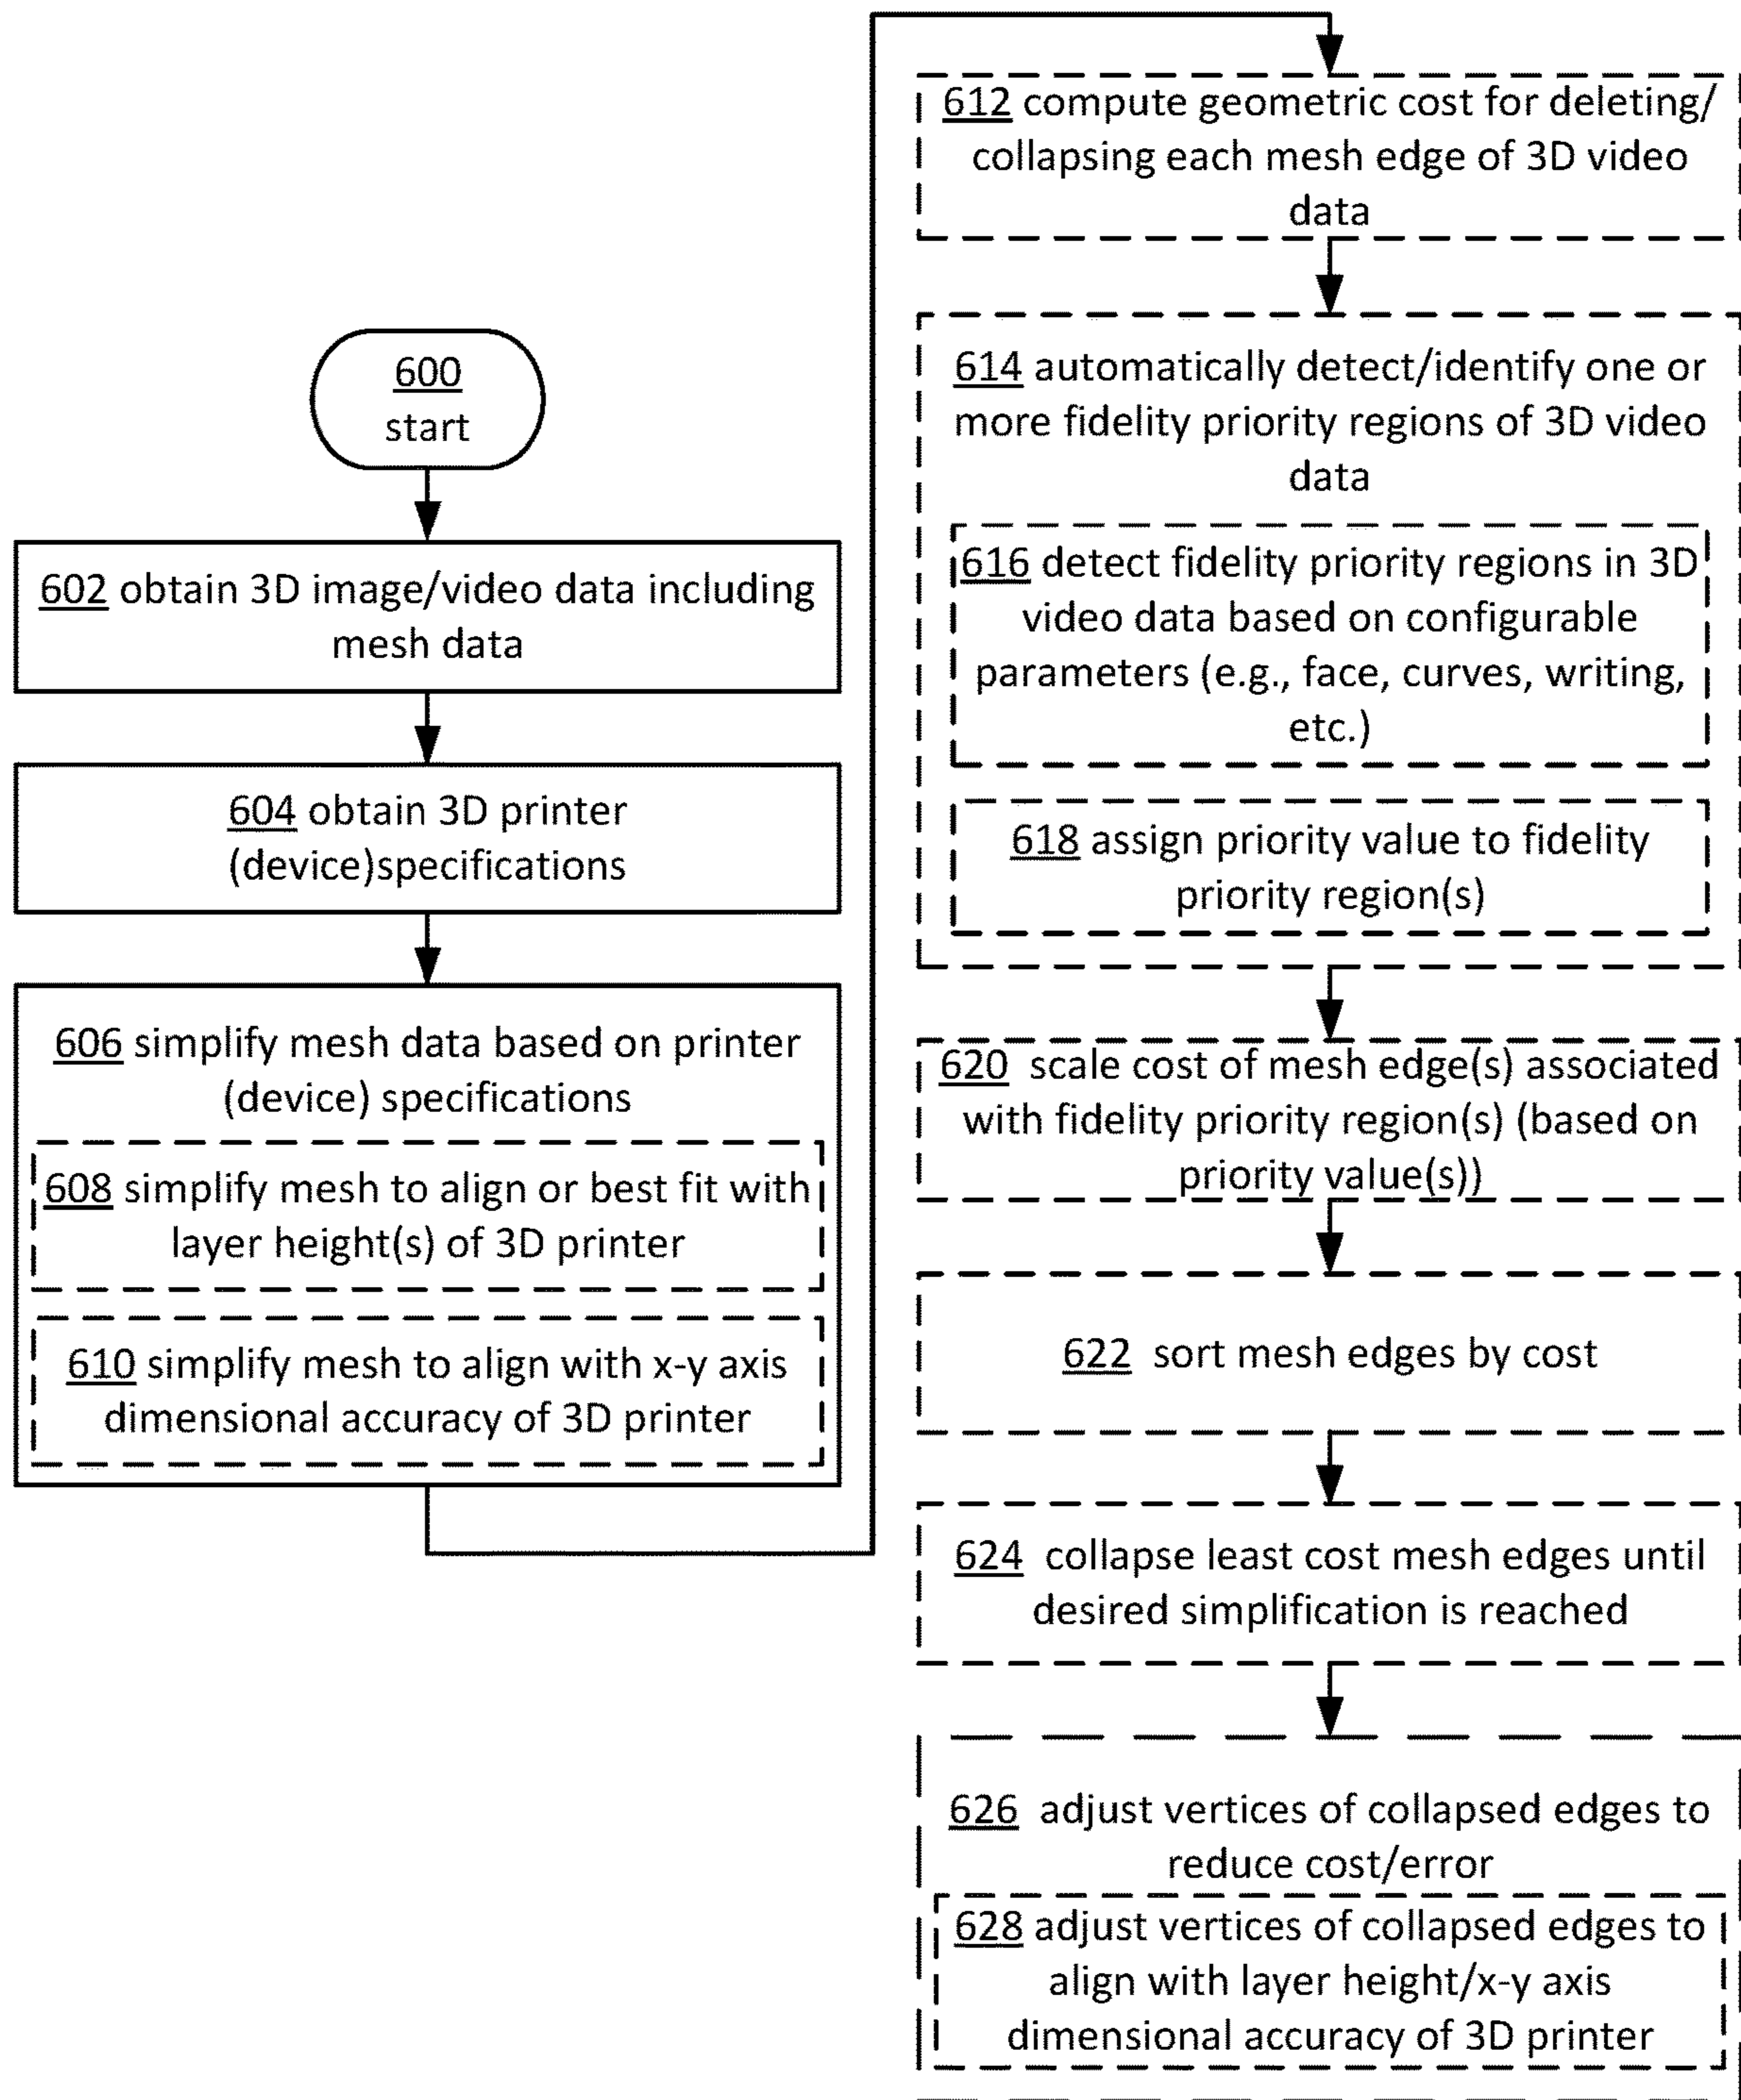 600
start
602 obtain 3D image/video data including
mesh data
604 obtain 3D printer
(device)specifications
606 simplify mesh data based on printer
(device) specifications
608 simplify mesh to align or best fit with
layer height(s) of 3D printer
610 simplify mesh to align with x-y axis
dimensional accuracy of 3D printer
612 compute geometric cost for deleting/
collapsing each mesh edge of 3D video
data
614 automatically detect/identify one or
more fidelity priority regions of 3D video
data
616 detect fidelity priority regions in 3D
video data based on configurable
parameters (e.g., face, curves, writing,
etc.)
618 assign priority value to fidelity
priority region(s)
620 scale cost of mesh edge(s) associated
with fidelity priority region(s) (based on
priority value(s))
622 sort mesh edges by cost
624 collapse least cost mesh edges until
desired simplification is reached
626 adjust vertices of collapsed edges to
reduce cost/error
628 adjust vertices of collapsed edges to
align with layer height/x-y axis
dimensional accuracy of 3D printer